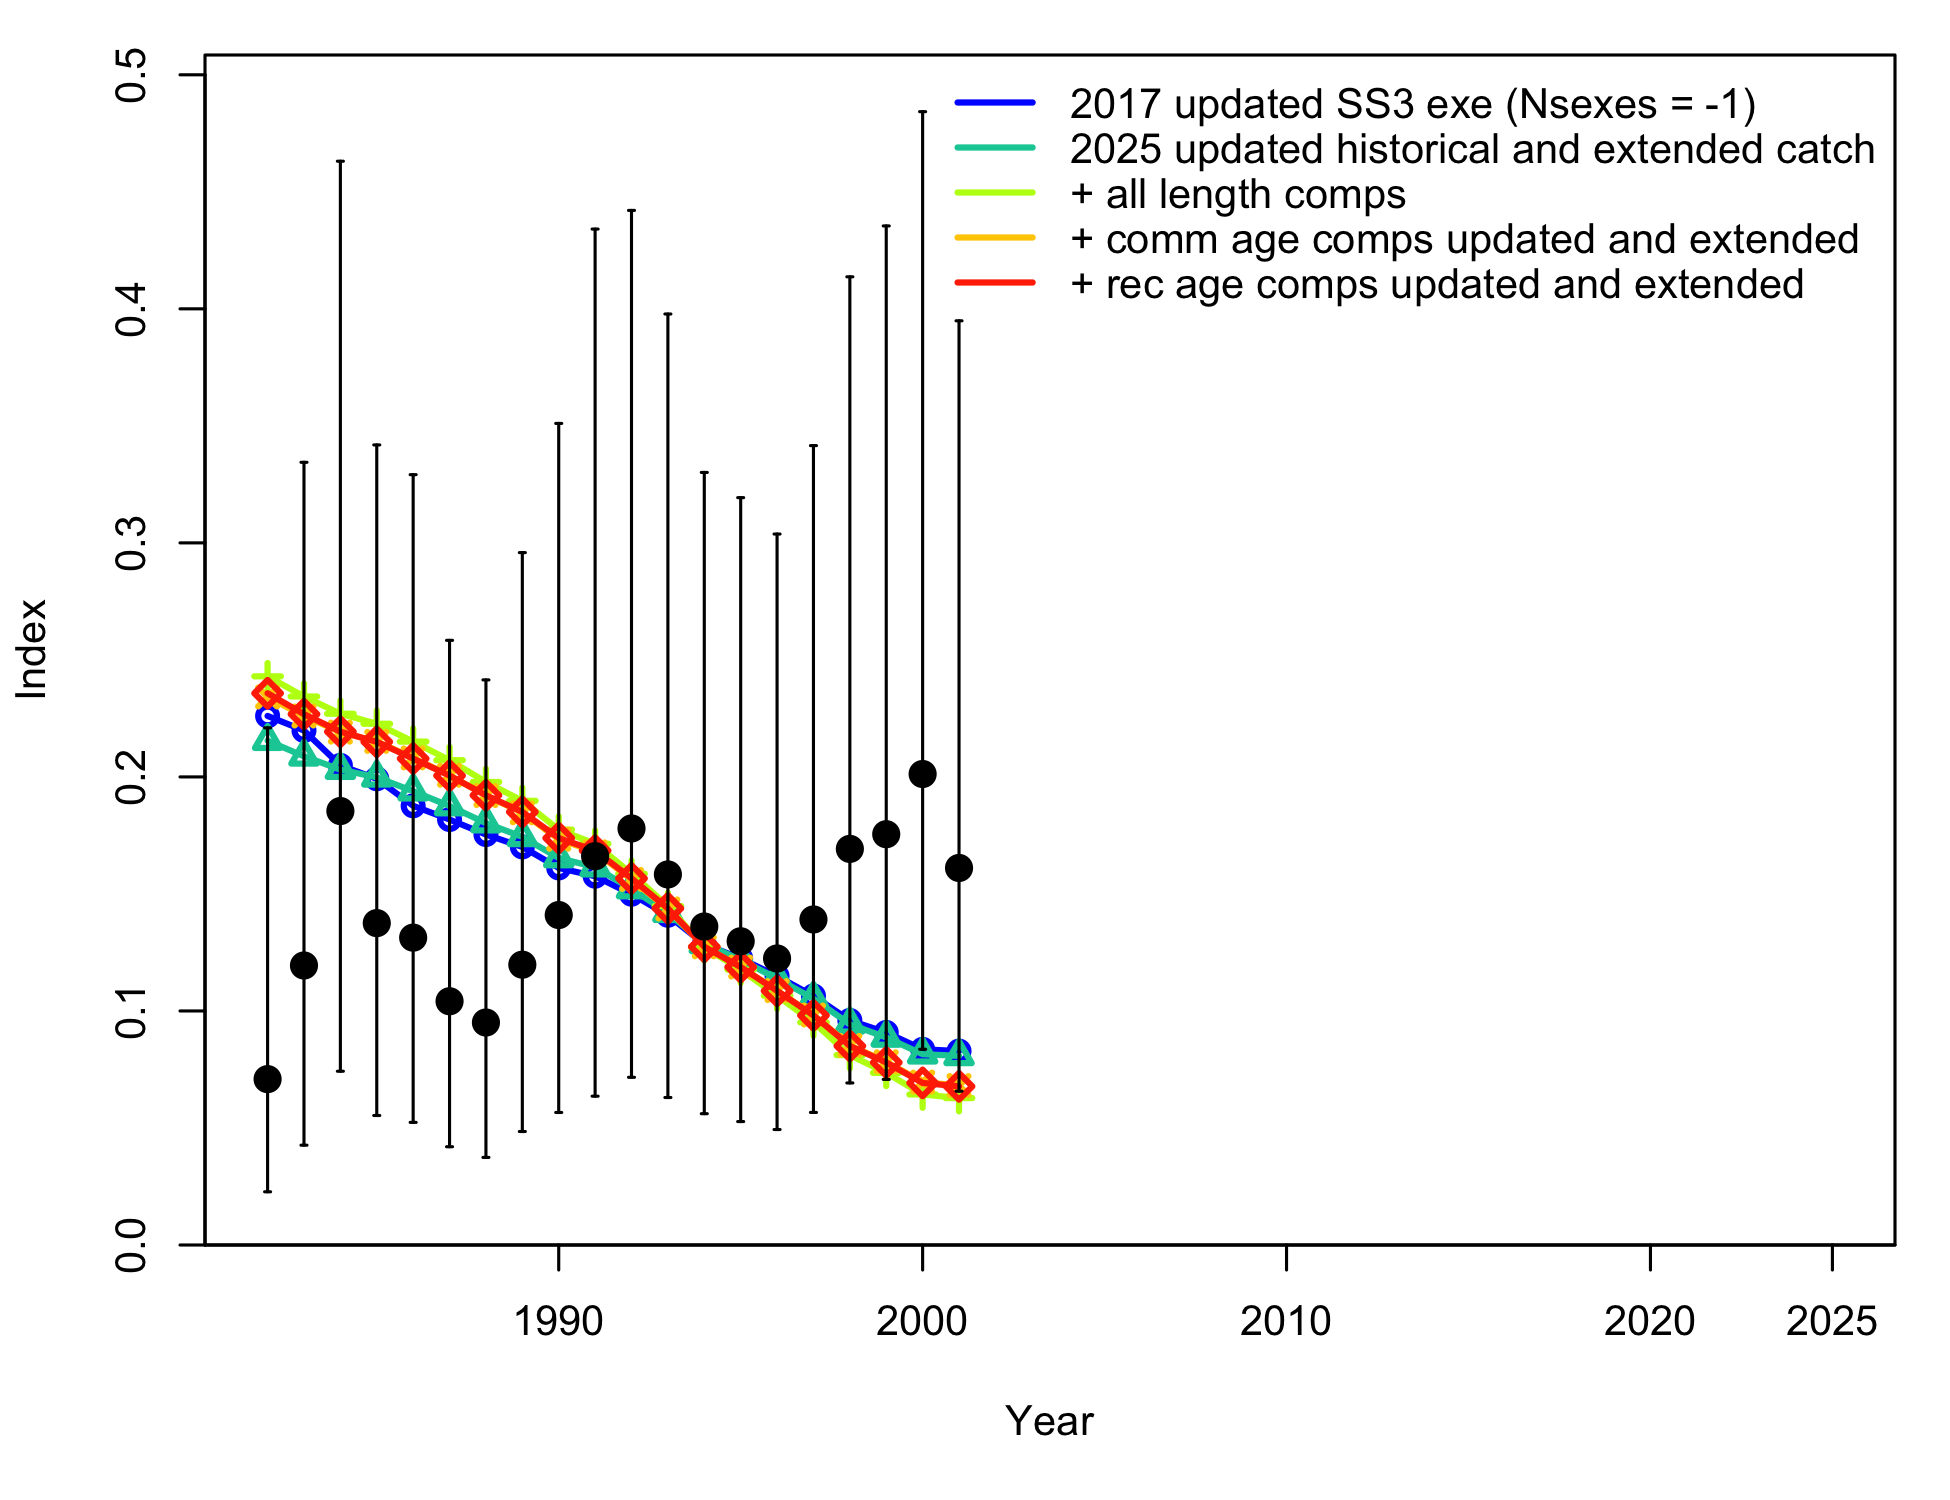 2017 updated SS3 exe (Nsexes = -1)
2025 updated historical and extended catch
+ all length comps
+ comm age comps updated and extended
+ rec age comps updated and extended
0.5
0.4
0.3
0.2
0.1
0.0
Index
1990 2000 2010 2020 2025
Year